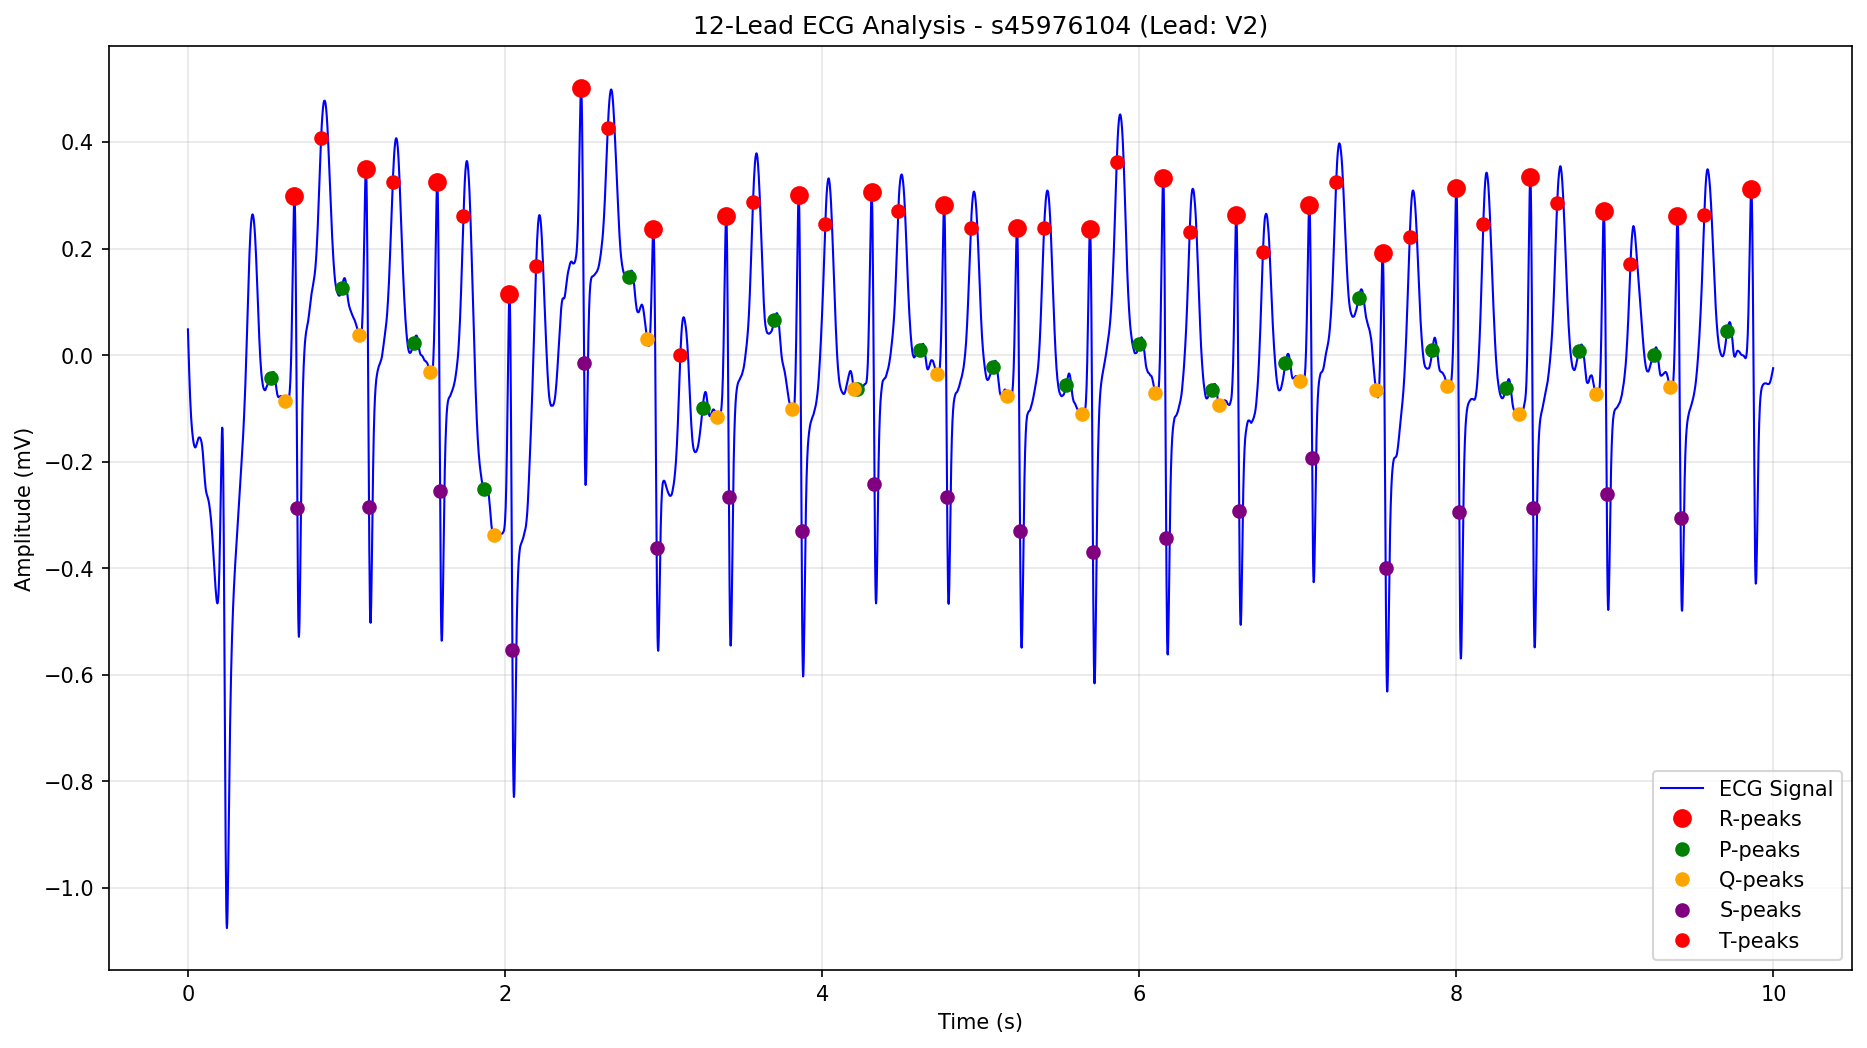 12-Lead ECG Analysis - s45976104 (Lead: V2)
Amplitude (mV)
0.4
0.2
0.0
−0.2
−0.4
−0.6
−0.8
−1.0
0 2 4 6 8 10
Time (s)
ECG Signal
R-peaks
P-peaks
Q-peaks
S-peaks
T-peaks